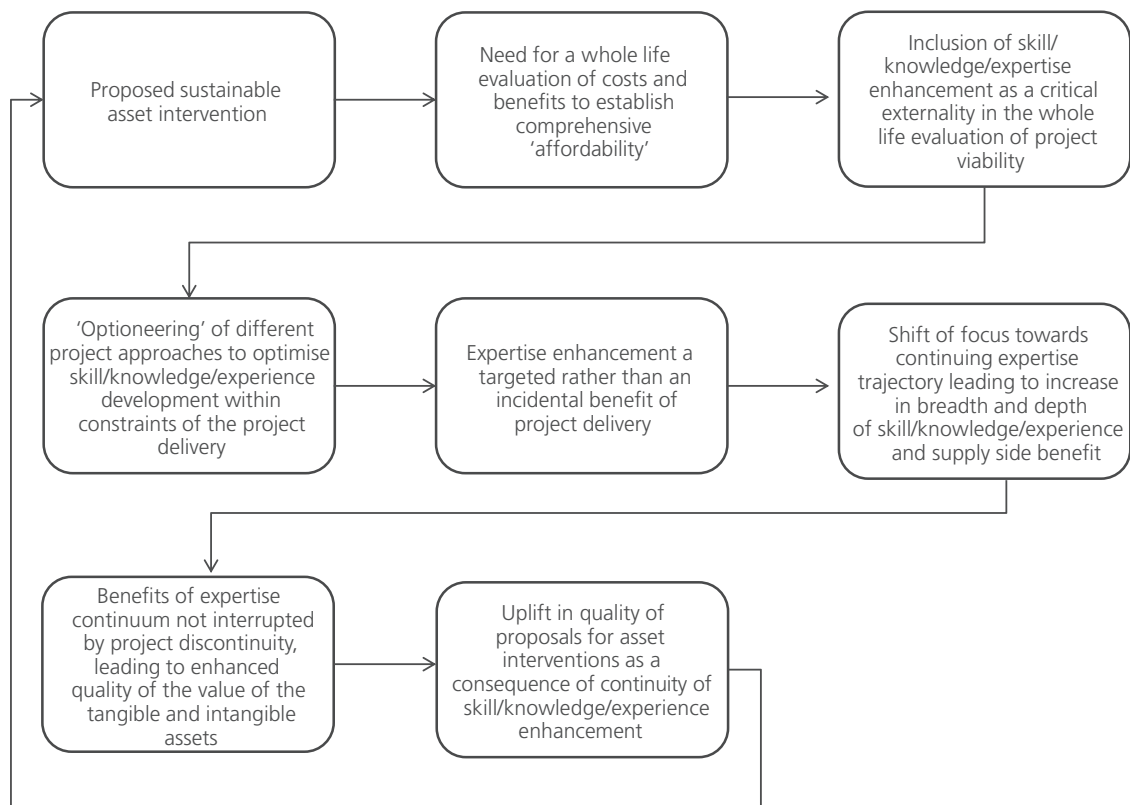 Proposed sustainable
asset intervention
Need for a whole life
evaluation of costs and
benefits to establish
comprehensive
‘affordability’
Inclusion of skill/
knowledge/expertise
enhancement as a critical
externality in the whole
life evaluation of project
viability
‘Optioneering’ of different
project approaches to optimise
skill/knowledge/experience
development within
constraints of the project
delivery
Expertise enhancement a
targeted rather than an
incidental benefit of
project delivery
Shift of focus towards
continuing expertise
trajectory leading to increase
in breadth and depth
of skill/knowledge/experience
and supply side benefit
Benefits of expertise
continuum not interrupted
by project discontinuity,
leading to enhanced
quality of the value of the
tangible and intangible
assets
Uplift in quality of
proposals for asset
interventions as a
consequence of continuity of
skill/knowledge/experience
enhancement